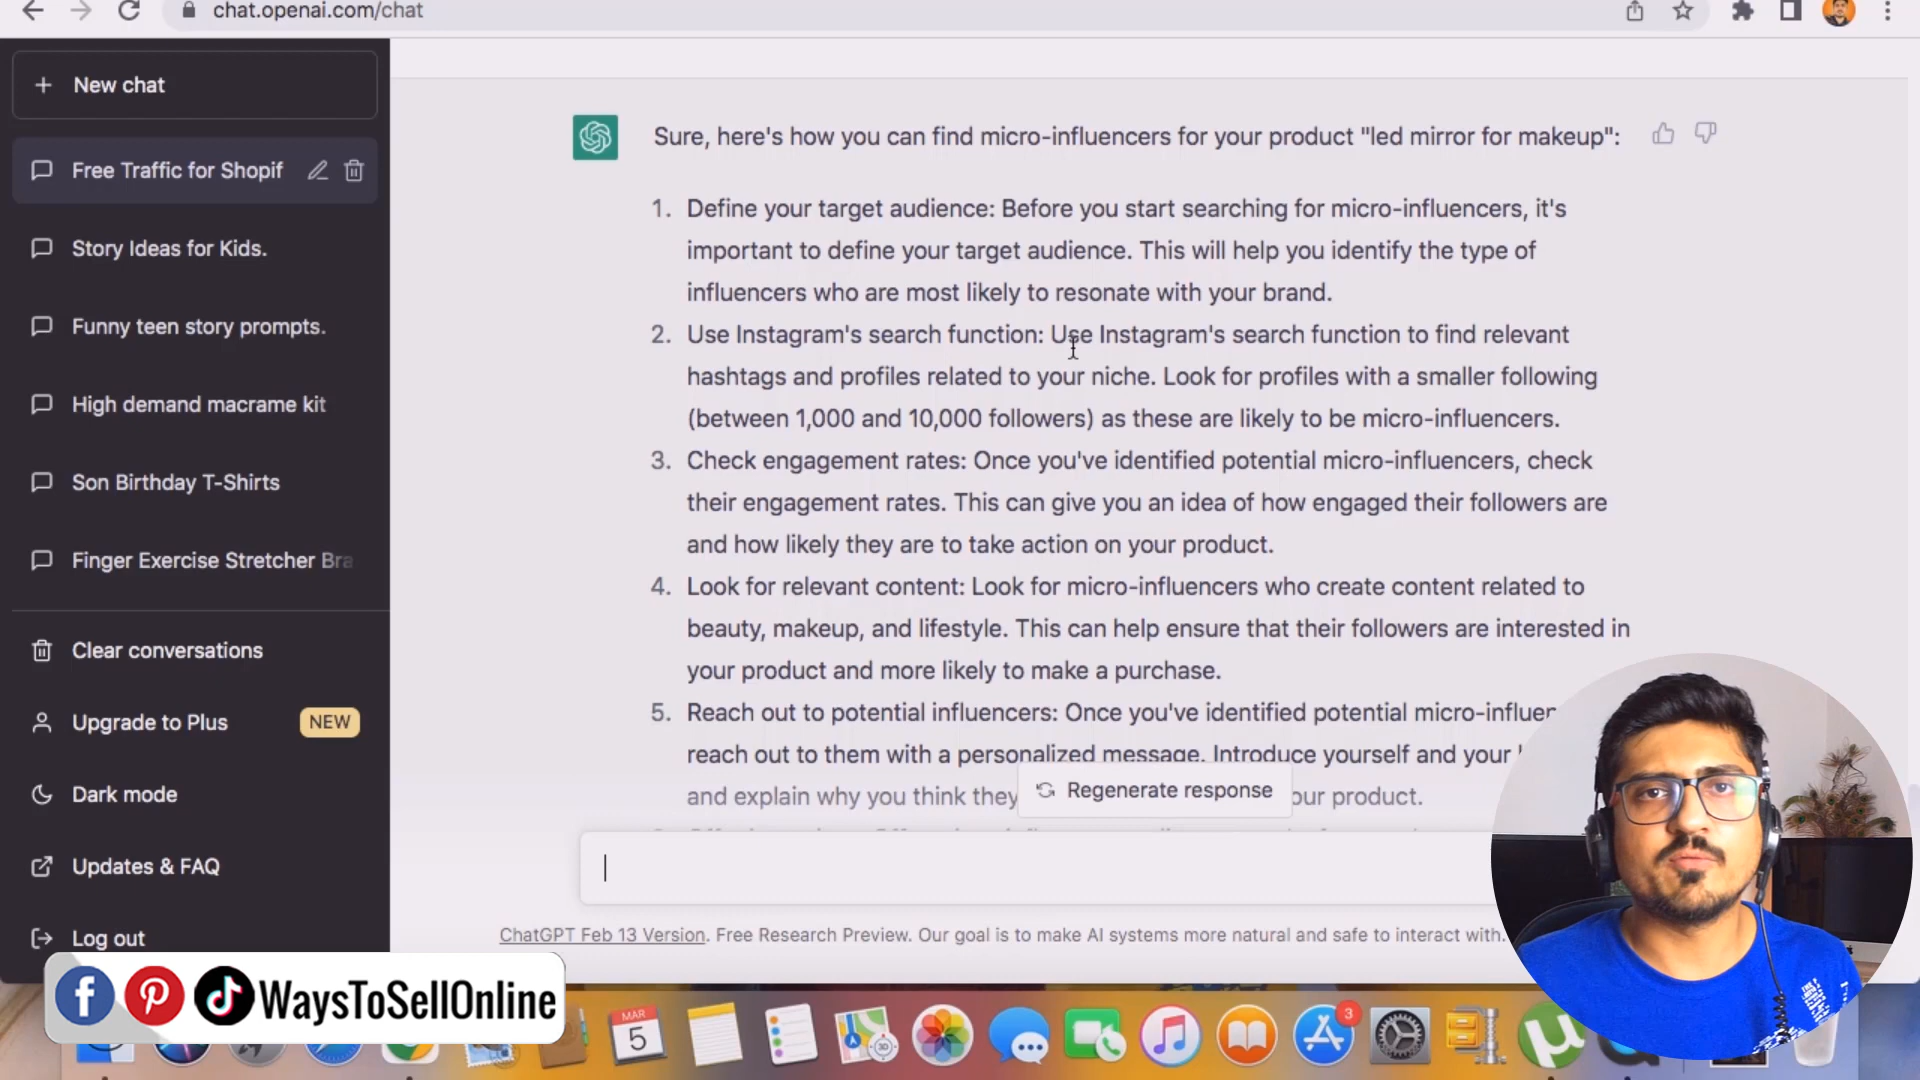 chat.openai.com/chat
New chat
Free Traffic for Shopif
Story Ideas for Kids.
Funny teen story prompts.
High demand macrame kit
Son Birthday T-Shirts
Finger Exercise Stretcher Bra
Clear conversations
Upgrade to Plus NEW
Dark mode
Updates & FAQ
Log out
Sure, here's how you can find micro-influencers for your product "led mirror for makeup":
1. Define your target audience: Before you start searching for micro-influencers, it's
important to define your target audience. This will help you identify the type of
influencers who are most likely to resonate with your brand.
2. Use Instagram's search function: Use Instagram's search function to find relevant
hashtags and profiles related to your niche. Look for profiles with a smaller following
(between 1,000 and 10,000 followers) as these are likely to be micro-influencers.
3. Check engagement rates: Once you've identified potential micro-influencers, check
their engagement rates. This can give you an idea of how engaged their followers are
and how likely they are to take action on your product.
4. Look for relevant content: Look for micro-influencers who create content related to
beauty, makeup, and lifestyle. This can help ensure that their followers are interested in
your product and more likely to make a purchase.
5. Reach out to potential influencers: Once you've identified potential micro-influen
reach out to them with a personalized message. Introduce yourself and your
and explain why you think they our product.
Regenerate response
ChatGPT Feb 13 Version. Free Research Preview. Our goal is to make AI systems more natural and safe to interact with.
WaysToSellOnline
MAR
5
3